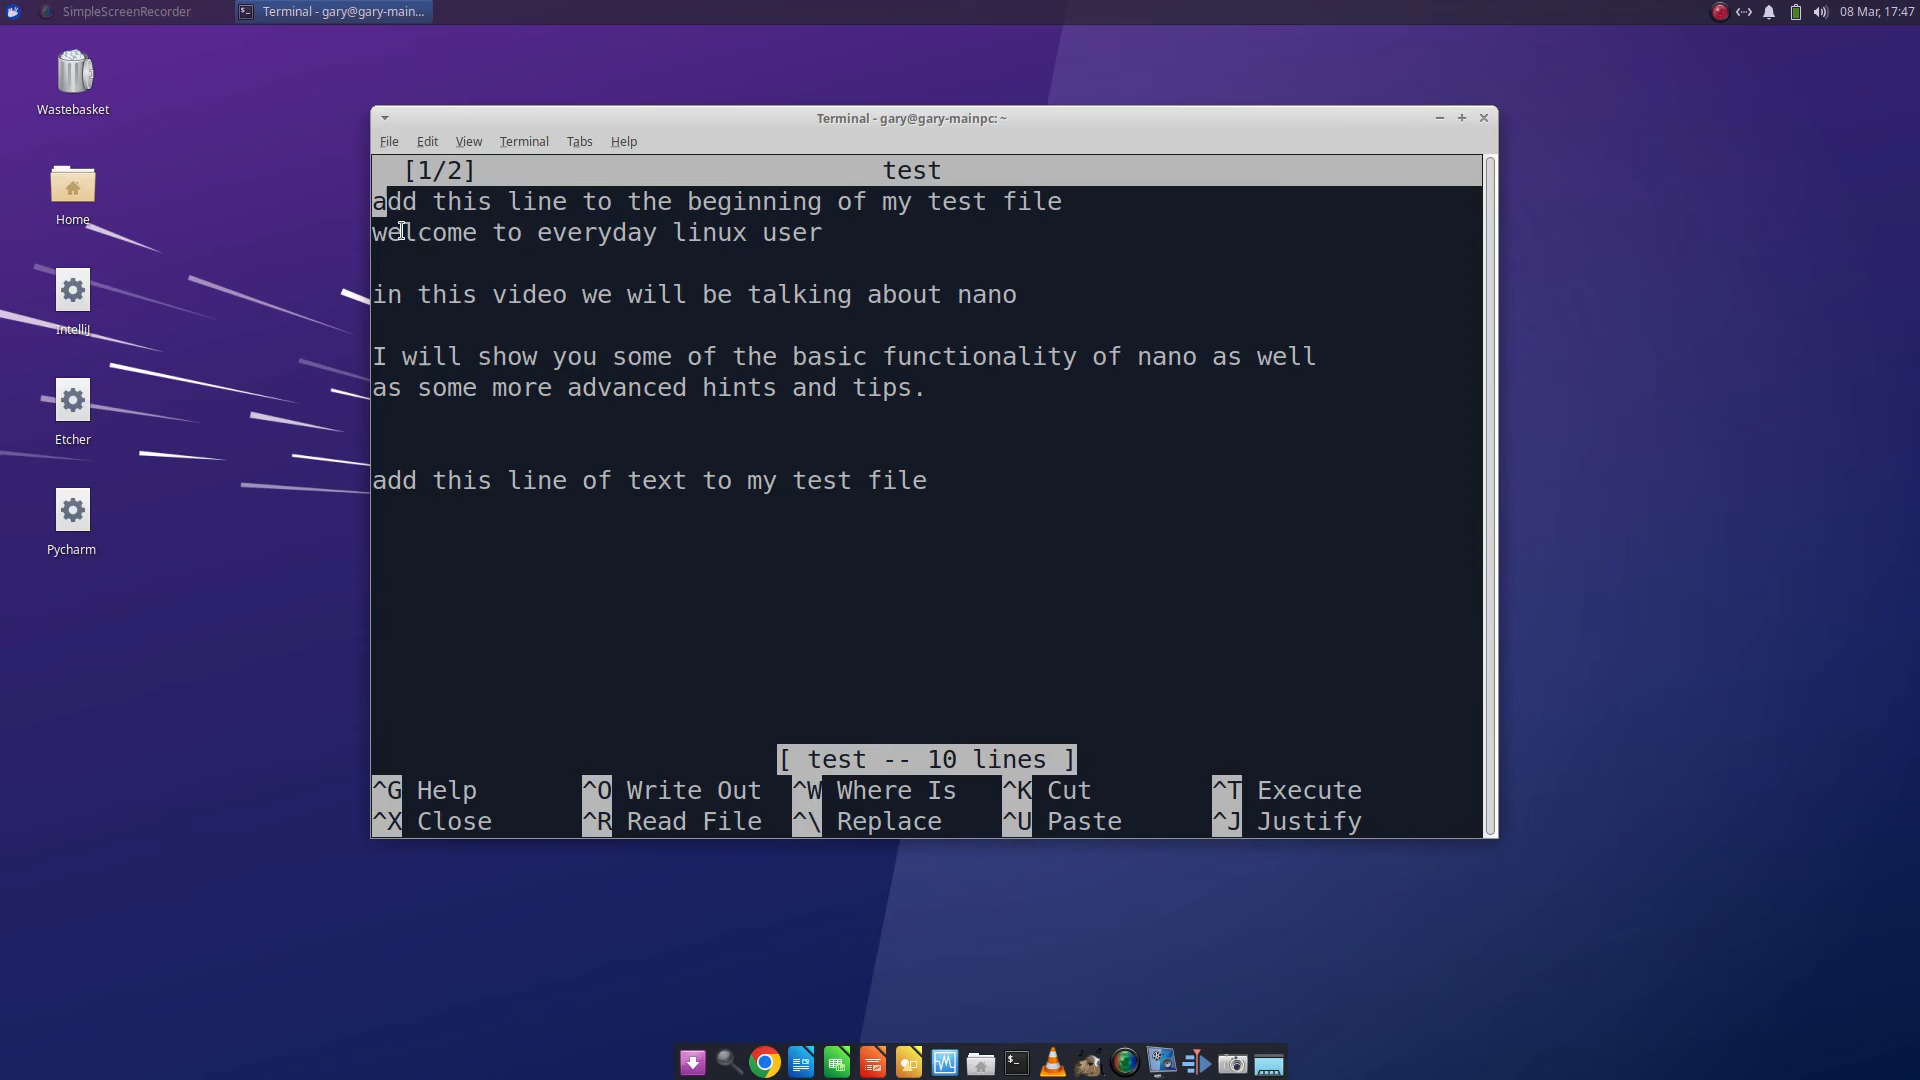 SimpleScreenRecorder
Terminal - gary@gary-main...
08 Mar, 17:47
Wastebasket
Home
IntelliJ
Etcher
Pycharm
Terminal - gary@gary-mainpc: ~
File Edit View Terminal Tabs Help
[1/2] test
add this line to the beginning of my test file
welcome to everyday linux user
in this video we will be talking about nano
I will show you some of the basic functionality of nano as well
as some more advanced hints and tips.
add this line of text to my test file
[ test -- 10 lines ]
^G Help ^O Write Out ^W Where Is ^K Cut ^T Execute
^X Close ^R Read File ^\ Replace ^U Paste ^J Justify